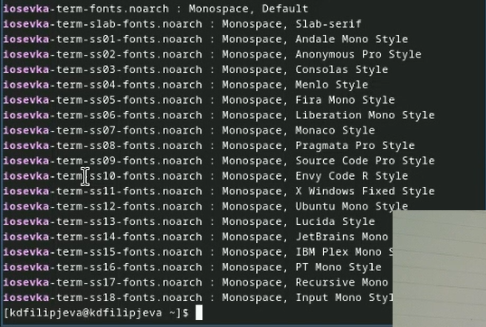 iosevka-term-fonts.noarch : Monospace, Default
iosevka-term-slab-fonts.noarch : Monospace, Slab-serif
iosevka-term-ss01-fonts.noarch : Monospace, Andale Mono Style
iosevka-term-ss02-fonts.noarch : Monospace, Anonymous Pro Style
iosevka-term-ss03-fonts.noarch : Monospace, Consolas Style
iosevka-term-ss04-fonts.noarch : Monospace, Menlo Style
iosevka-term-ss05-fonts.noarch : Monospace, Fira Mono Style
iosevka-term-ss06-fonts.noarch : Monospace, Liberation Mono Style
iosevka-term-ss07-fonts.noarch : Monospace, Monaco Style
iosevka-term-ss08-fonts.noarch : Monospace, Pragmata Pro Style
iosevka-term-ss09-fonts.noarch : Monospace, Source Code Pro Style
iosevka-term-ss10-fonts.noarch : Monospace, Envy Code R Style
iosevka-term-ss11-fonts.noarch : Monospace, X Windows Fixed Style
iosevka-term-ss12-fonts.noarch : Monospace, Ubuntu Mono Style
iosevka-term-ss13-fonts.noarch : Monospace, Lucida Style
iosevka-term-ss14-fonts.noarch : Monospace, JetBrains Mono
iosevka-term-ss15-fonts.noarch : Monospace, IBM Plex Mono
iosevka-term-ss16-fonts.noarch : Monospace, PT Mono Style
iosevka-term-ss17-fonts.noarch : Monospace, Recursive Mono
iosevka-term-ss18-fonts.noarch : Monospace, Input Mono
[kdfilipjeva@kdfilipjeva ~]$